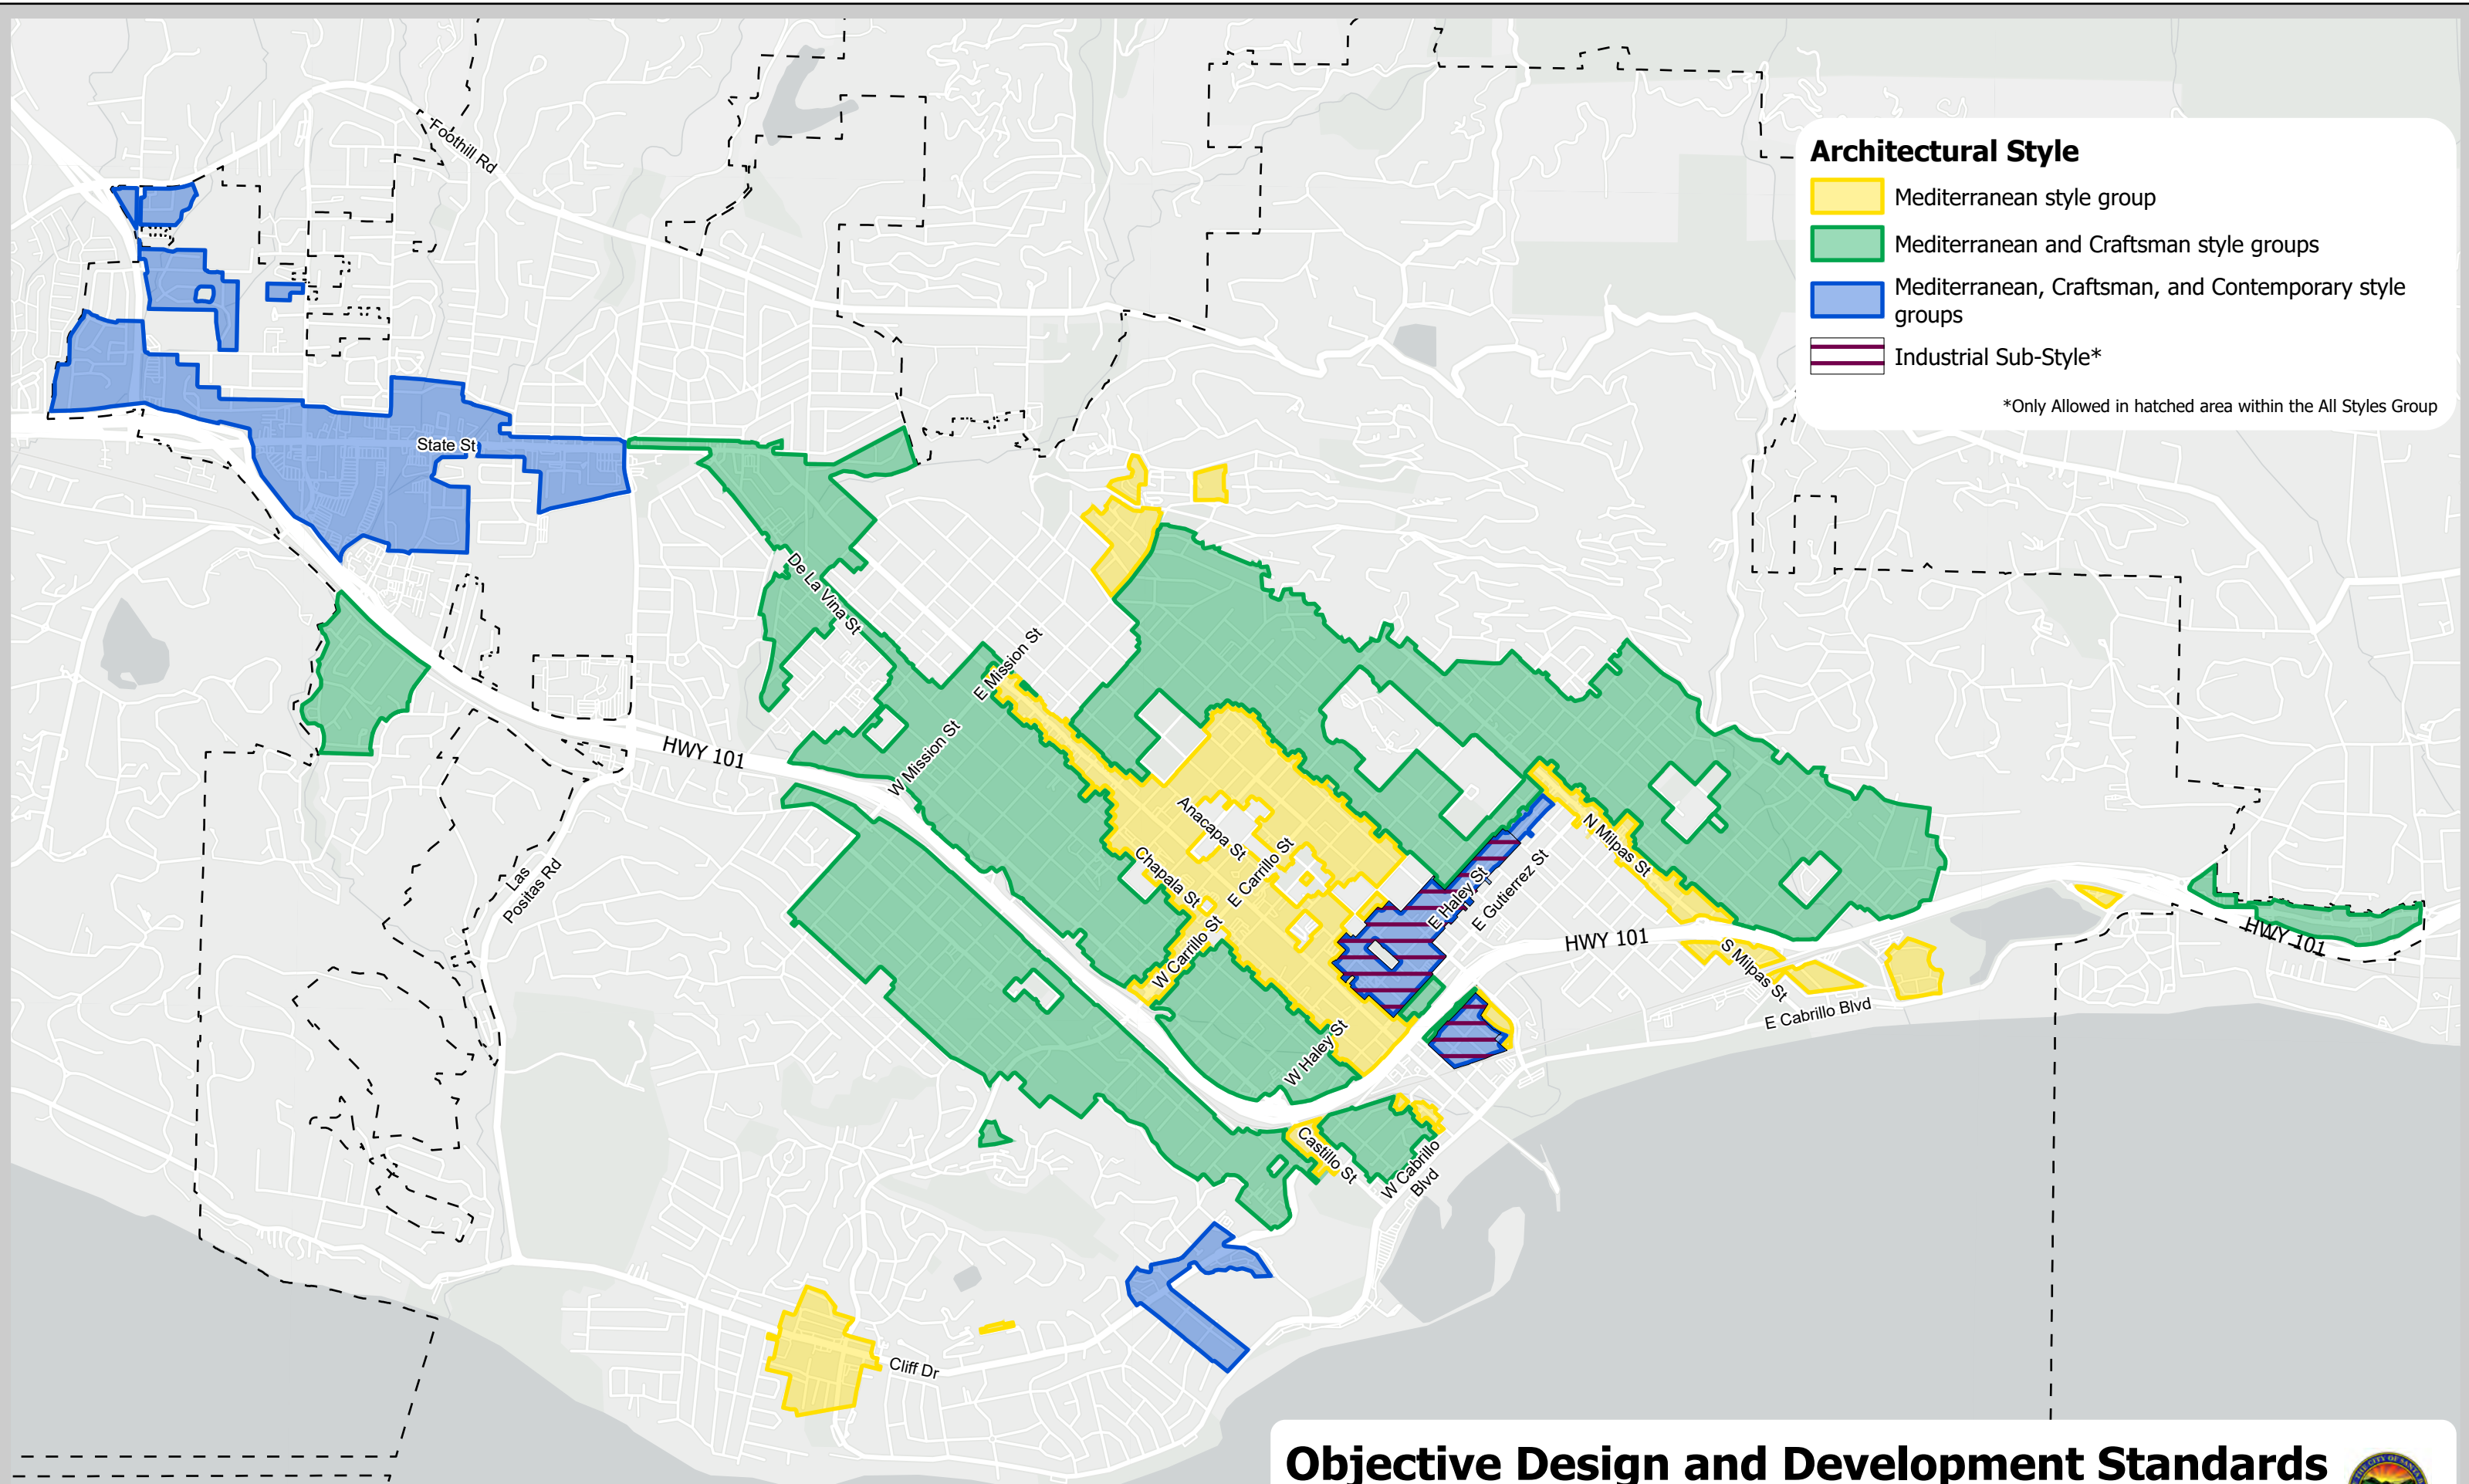 Foothill Rd
Architectural Style
Mediterranean style group
Mediterranean and Craftsman style groups
Mediterranean, Craftsman, and Contemporary style
groups
Industrial Sub-Style*
*Only Allowed in hatched area within the All Styles Group
State St
De La Vina St
E Mission St
W Mission St
HWY 101
Las
Positas Rd
Anacapa St
Chapala St
E Carrillo St
W Carrillo St
N Milpas St
E Haley St
E Gutierrez St
HWY 101
S Milpas St
HWY 101
E Cabrillo Blvd
W Haley St
Castillo St
W Cabrillo
Blvd
Cliff Dr
Objective Design and Development Standards